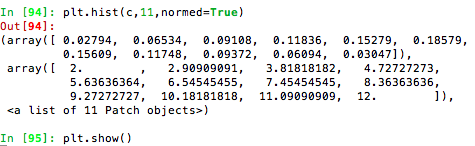 In [94]: plt.hist(c,11,normed=True)
Out[94]:
(array([ 0.02794, 0.06534, 0.09108, 0.11836, 0.15279, 0.18579,
0.15609, 0.11748, 0.09372, 0.06094, 0.03047]),
array([ 2. , 2.90909091, 3.81818182, 4.72727273,
5.63636364, 6.54545455, 7.45454545, 8.36363636,
9.27272727, 10.18181818, 11.09090909, 12. ]),
<a list of 11 Patch objects>)
In [95]: plt.show()